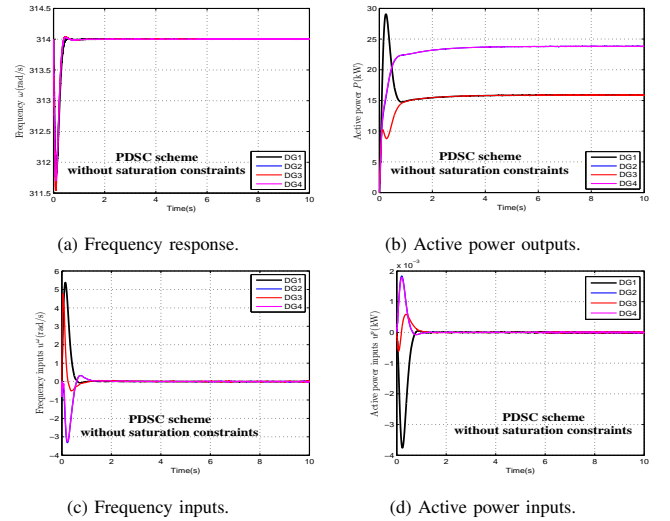 314.5
314
313.5
313
312.5
312
311.5
0 2 4 6 8 10
Frequency ω(rad/s)
Time(s)
PDSC scheme
without saturation constraints
DG1
DG2
DG3
DG4
(a) Frequency response.
30
25
20
15
10
5
0
0 2 4 6 8 10
Active power P(kW)
Time(s)
PDSC scheme
without saturation constraints
DG1
DG2
DG3
DG4
(b) Active power outputs.
6
5
4
3
2
1
0
−1
−2
−3
−4
0 2 4 6 8 10
Frequency inputs uω(rad/s)
Time(s)
PDSC scheme
without saturation constraints
DG1
DG2
DG3
DG4
(c) Frequency inputs.
x 10−3
2
1
0
−1
−2
−3
−4
0 2 4 6 8 10
Active power inputs up(kW)
Time(s)
PDSC scheme
without saturation constraints
DG1
DG2
DG3
DG4
(d) Active power inputs.